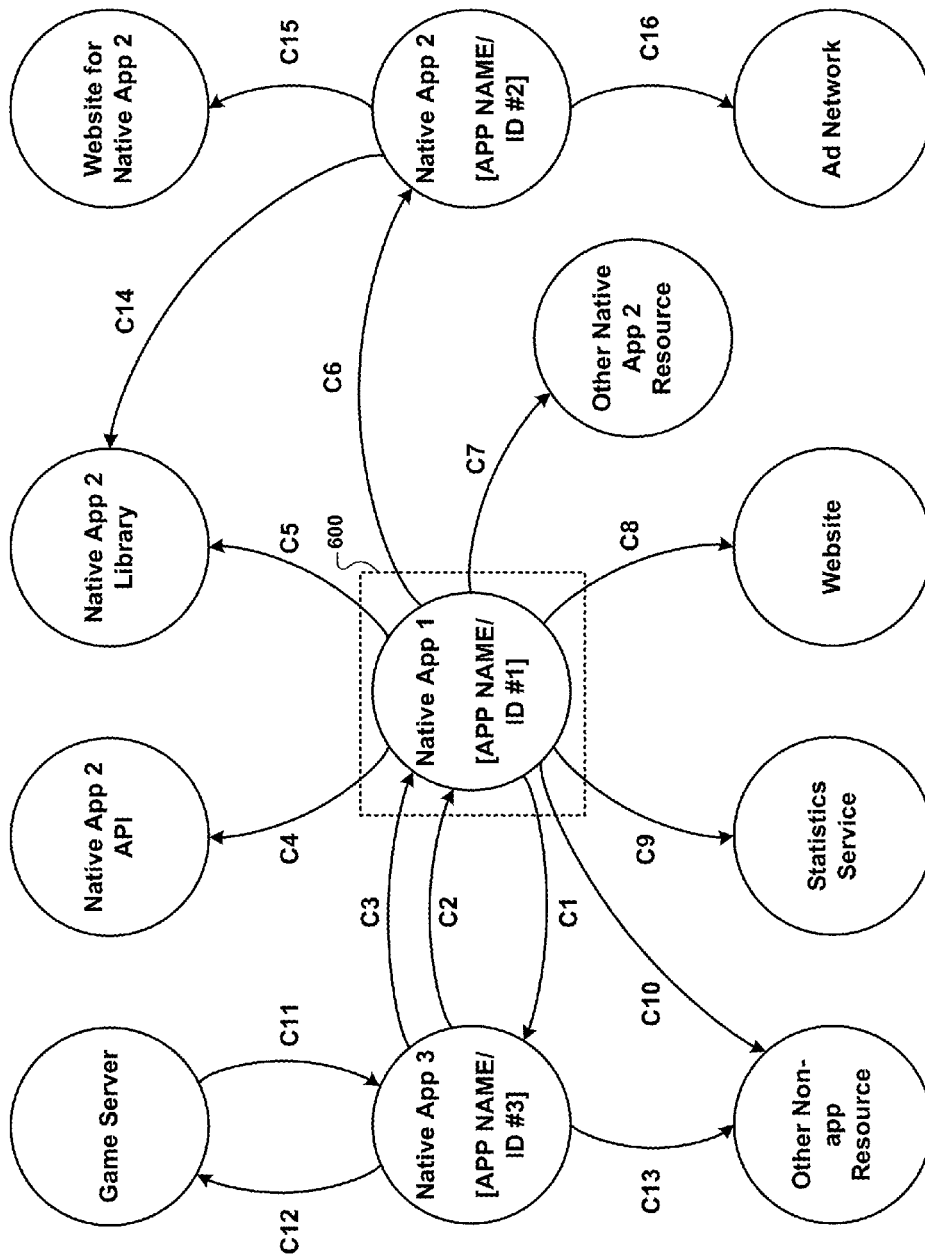 Game Server
Native App 2
API
Native App 2
Library
Website for
Native App 2
C12
C11
C4
C5
C14
C15
600
C3
C2
C6
Native App 3
[APP NAME/
ID #3]
Native App 1
[APP NAME/
ID #1]
Native App 2
[APP NAME/
ID #2]
C1
C7
Other Native
App 2
Resource
C13
C10
C9
C8
C16
Other Non-
app
Resource
Statistics
Service
Website
Ad Network